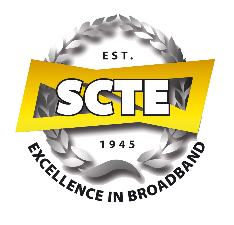 EST.
SCTE
1945
EXCELLENCE IN BROADBAND